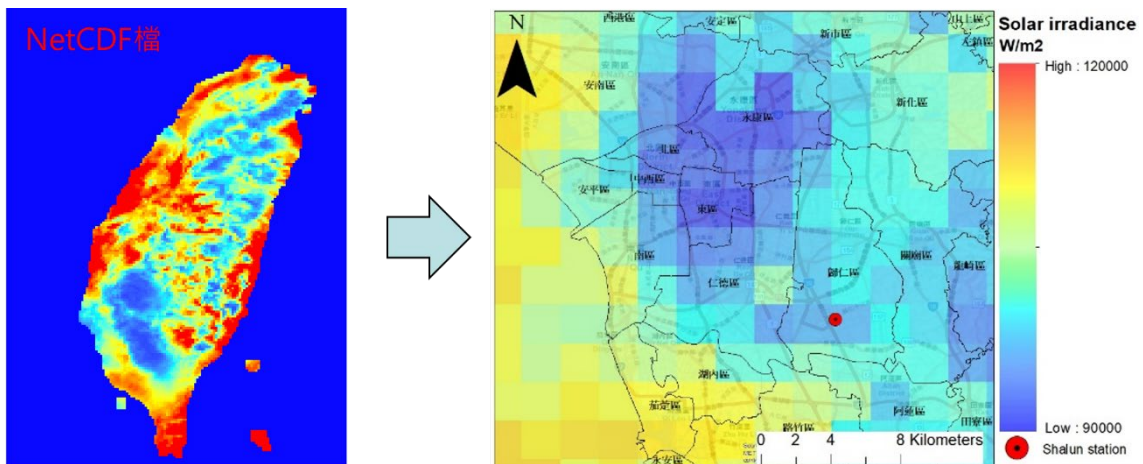 NetCDF檔
N
西港區
安定區
新市區
山上區
左鎮區
安南區
新化區
永康區
北區
中西區
安平區
東區
南區
仁德區
歸仁區
關廟區
龍崎區
湖內區
茄萣區
路竹區
阿蓮區
田寮區
永安區
0 2 4 8 Kilometers
Solar irradiance
W/m2
High : 120000
Low : 90000
Shalun station